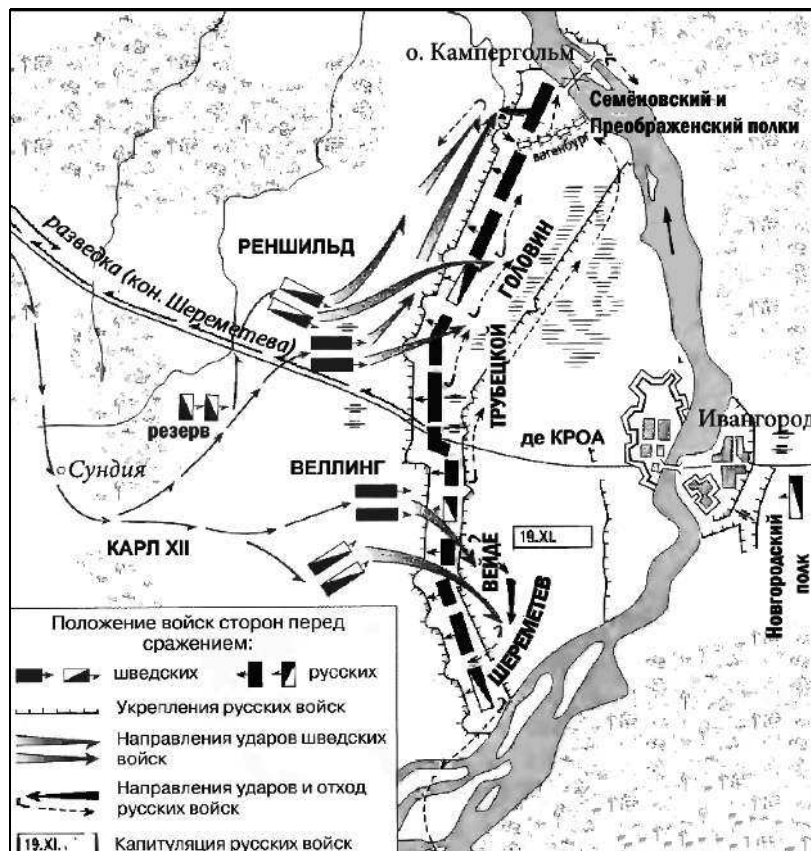 о. Кампергольм
Семёновский и
Преображенский полки
вагенбург
РЕНШИЛЬД
разведка (кон. Шереметева)
ГОЛОВИН
ТРУБЕЦКОЙ
резерв
Сундия
Ивангород
де КРОА
ВЕЛЛИНГ
КАРЛ XII
ВЕЙДЕ
?
19.XI.
ШЕРЕМЕТЕВ
Новгородский
полк
Положение войск сторон перед
сражением:
шведских
русских
Укрепления русских войск
Направления ударов шведских
войск
Направления ударов и отход
русских войск
19.XI.
Капитуляция русских войск